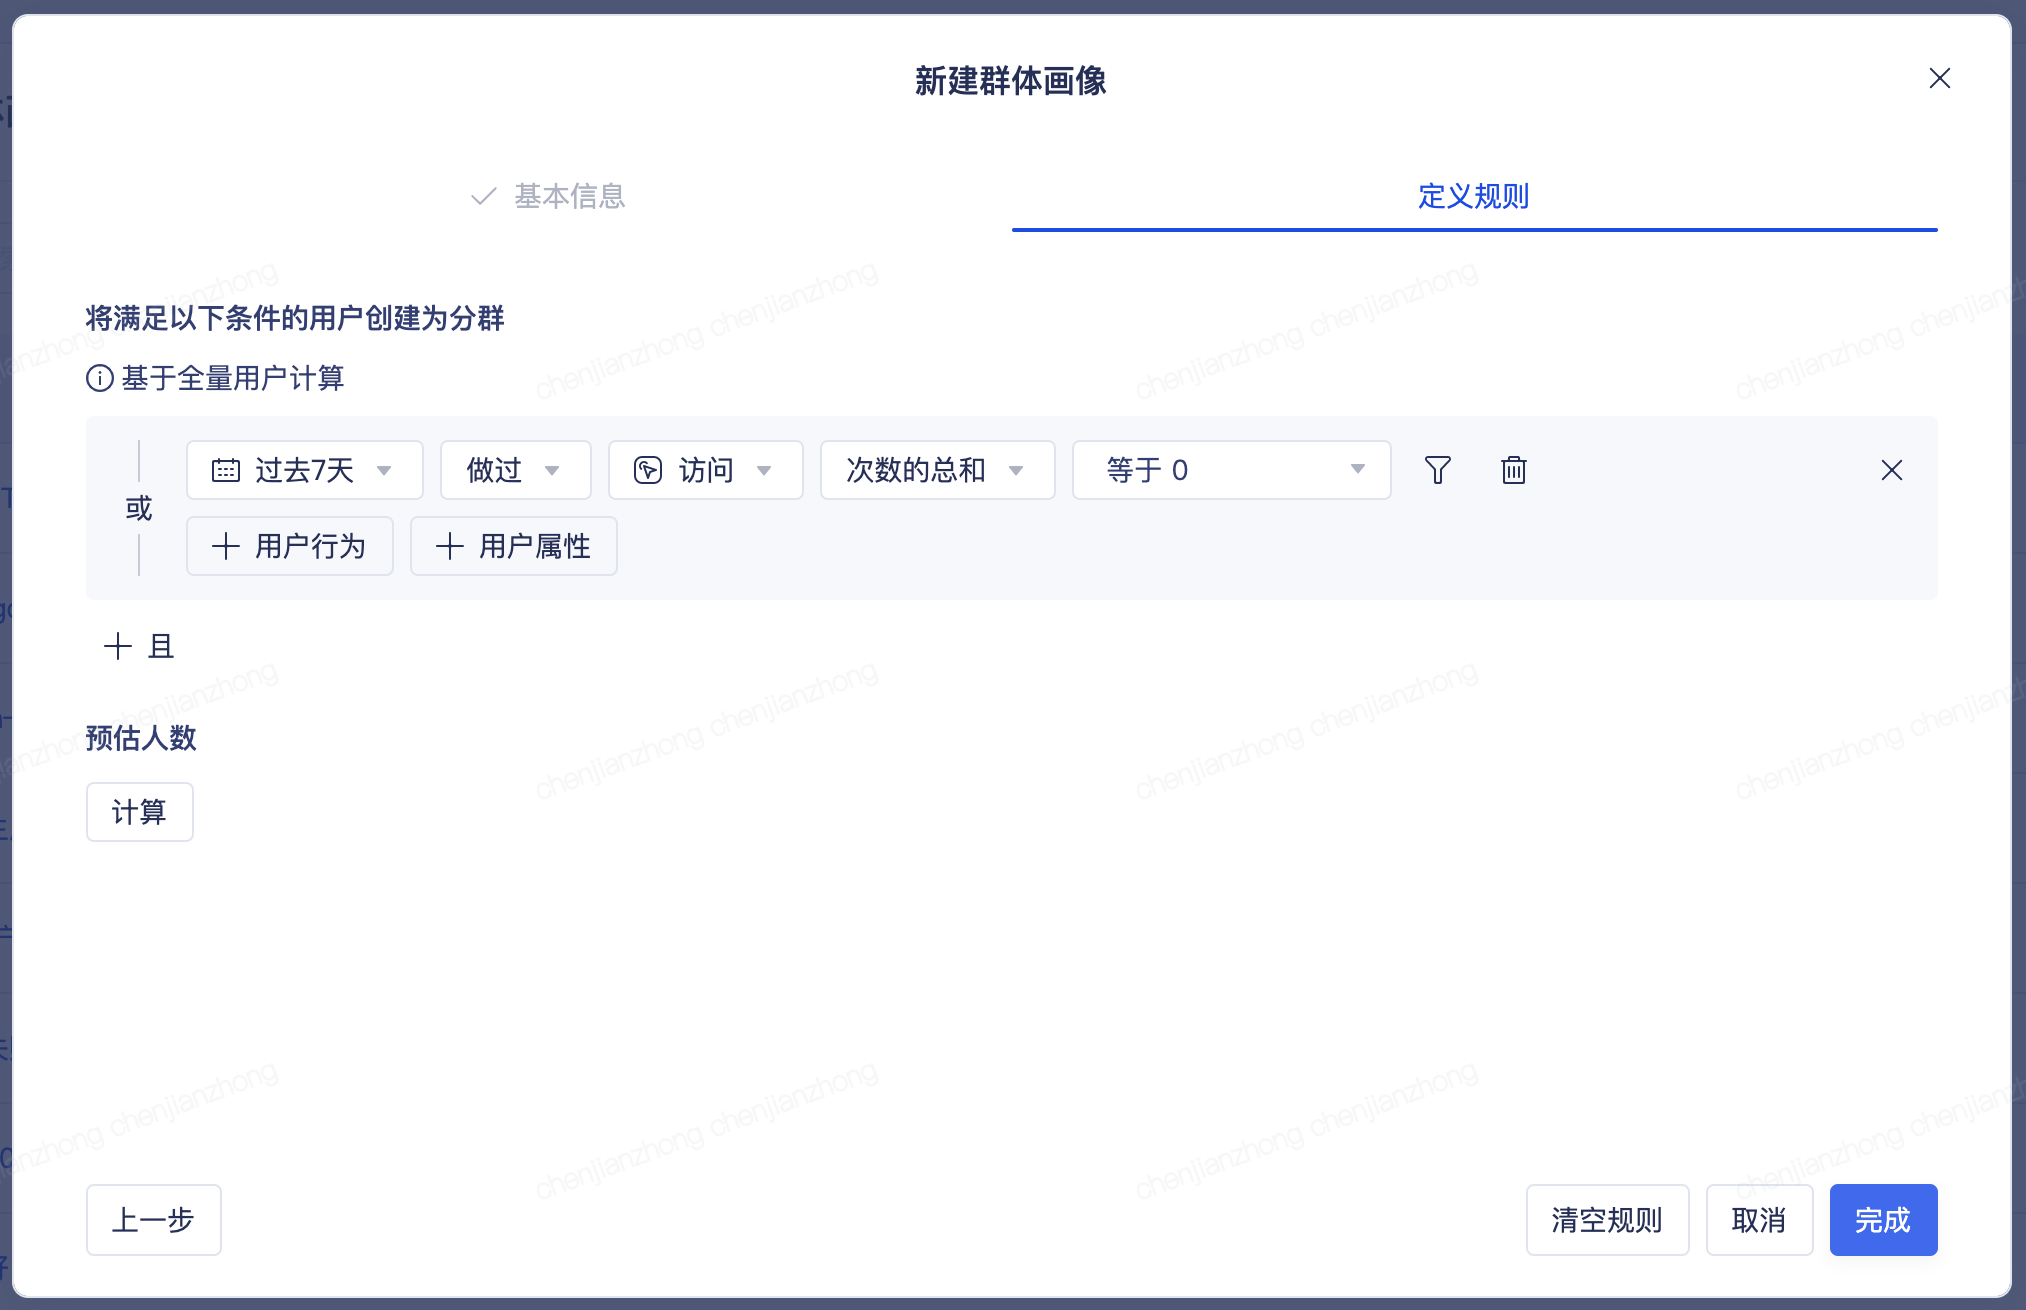 新建群体画像
基本信息
定义规则
将满足以下条件的用户创建为分群
基于全量用户计算
或
过去7天 做过 访问 次数的总和 等于 0
用户行为 用户属性
且
预估人数
计算
上一步 清空规则 取消 完成
chenjianzhong chenjianzhong